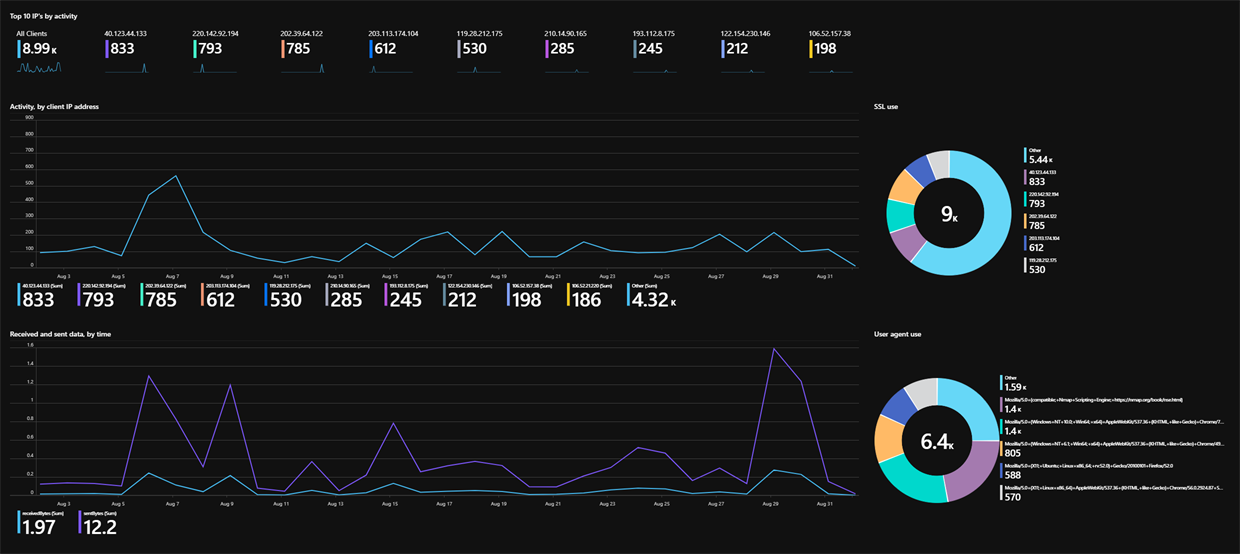 Top 10 IP's by activity
All Clients 40.123.44.133 220.142.92.194 202.39.64.122 203.113.174.104 119.28.212.175 210.14.90.165 193.112.8.175 122.154.230.146 106.52.157.38
8.99 K 833 793 785 612 530 285 245 212 198
Activity, by client IP address
900
800
700
600
500
400
300
200
100
0
Aug 3 Aug 5 Aug 7 Aug 9 Aug 11 Aug 13 Aug 15 Aug 17 Aug 19 Aug 21 Aug 23 Aug 25 Aug 27 Aug 29 Aug 31
40.123.44.133 (Sum) 220.142.92.194 (Sum) 202.39.64.122 (Sum) 203.113.174.104 (Sum) 119.28.212.175 (Sum) 210.14.90.165 (Sum) 193.112.8.175 (Sum) 122.154.230.146 (Sum) 106.52.157.38 (Sum) 106.52.21.220 (Sum) Other (Sum)
833 793 785 612 530 285 245 212 198 186 4.32 K
SSL use
9K
Other
5.44 K
40.123.44.133
833
220.142.92.194
793
202.39.64.122
785
203.113.174.104
612
119.28.212.175
530
Received and sent data, by time
1.6
1.4
1.2
1
0.8
0.6
0.4
0.2
0
Aug 3 Aug 5 Aug 7 Aug 9 Aug 11 Aug 13 Aug 15 Aug 17 Aug 19 Aug 21 Aug 23 Aug 25 Aug 27 Aug 29 Aug 31
receivedBytes (Sum) sentBytes (Sum)
1.97 12.2
User agent use
6.4K
Other
1.59 K
Mozilla/5.0+(compatible;+Nmap+Scripting+Engine;+https://nmap.org/book/nse.html)
1.4 K
Mozilla/5.0+(Windows+NT+10.0;+Win64;+x64)+AppleWebKit/537.36+(KHTML,+like+Gecko)+Chrome/7...
1.4 K
Mozilla/5.0+(Windows+NT+6.1;+Win64;+x64)+AppleWebKit/537.36+(KHTML,+like+Gecko)+Chrome/49...
805
Mozilla/5.0+(X11;+Ubuntu;+Linux+x86_64;+rv:52.0)+Gecko/20100101+Firefox/52.0
588
Mozilla/5.0+(X11;+Linux+x86_64)+AppleWebKit/537.36+(KHTML,+like+Gecko)+Chrome/56.0.2924.87+S...
570